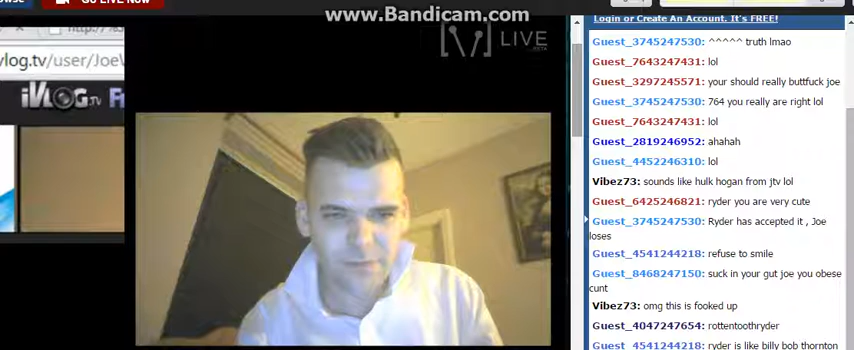 GO LIVE NOW
www.Bandicam.com
Login or Create An Account. It's FREE!
vlog.tv/user/Joe
iVLOG.TV
LIVE
Guest_3745247530: ^^^^^ truth lmao
Guest_7643247431: lol
Guest_3297245571: your should really buttfuck joe
Guest_3745247530: 764 you really are right lol
Guest_7643247431: lol
Guest_2819246952: ahahah
Guest_4452246310: lol
Vibez73: sounds like hulk hogan from jtv lol
Guest_6425246821: ryder you are very cute
Guest_3745247530: Ryder has accepted it , Joe
loses
Guest_4541244218: refuse to smile
Guest_8468247150: suck in your gut joe you obese
cunt
Vibez73: omg this is fooked up
Guest_4047247654: rottentoothryder
Guest_4541244218: ryder is like billy bob thornton